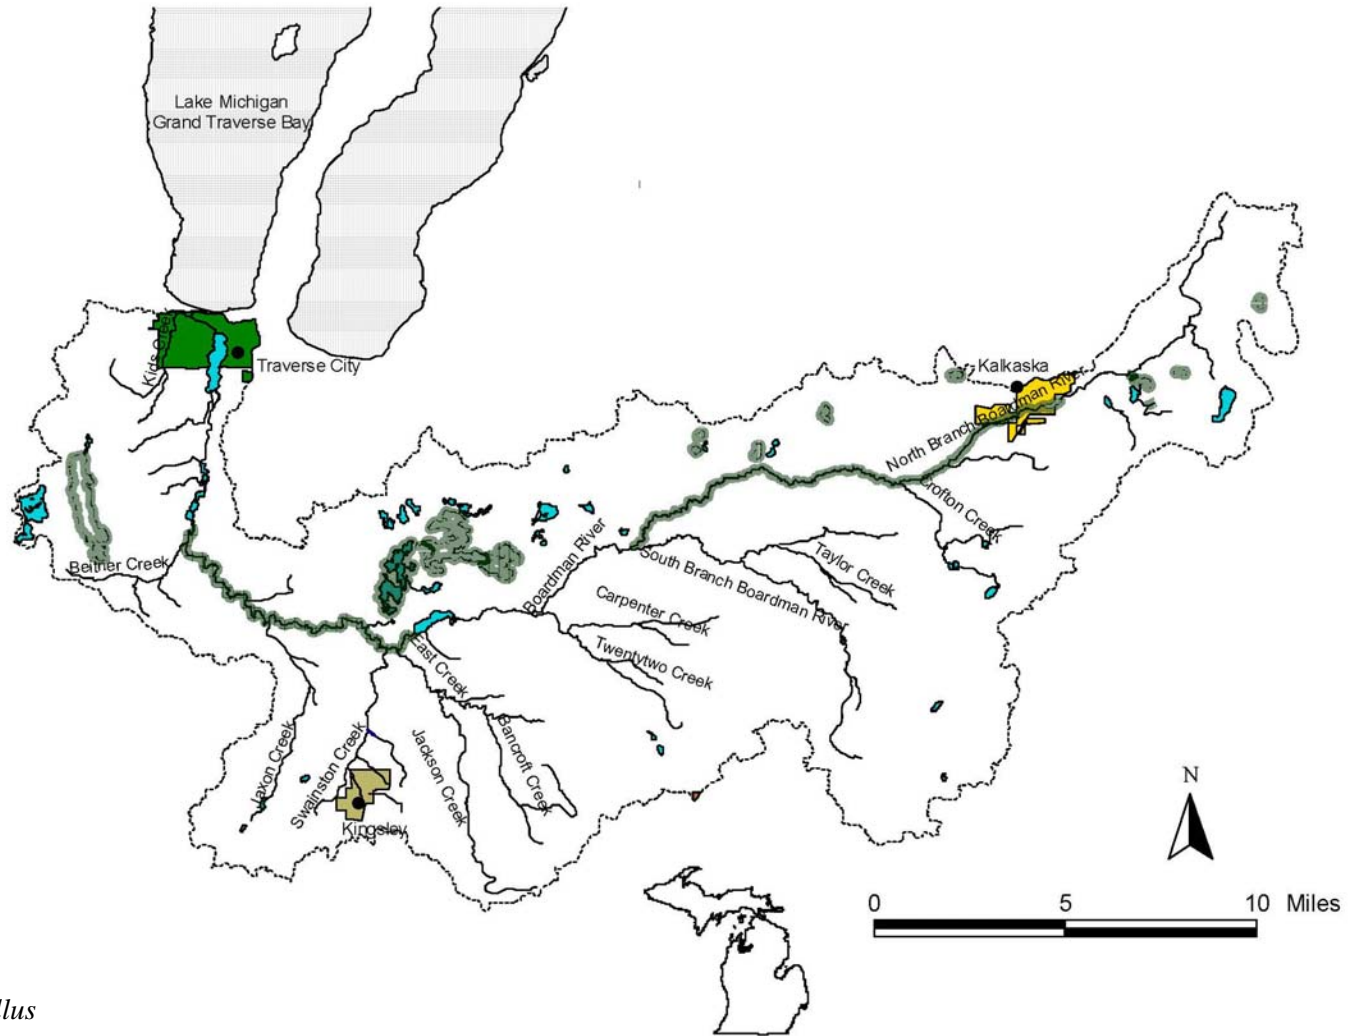 Lake Michigan
Grand Traverse Bay
Traverse City
Kalkaska
North Branch Boardman River
Crofton Creek
Taylor Creek
South Branch Boardman River
Boardman River
Carpenter Creek
Twentytwo Creek
Beitner Creek
East Creek
Jaxon Creek
Swainston Creek
Jackson Creek
Bancroft Creek
Kingsley
N
0 5 10 Miles
llus